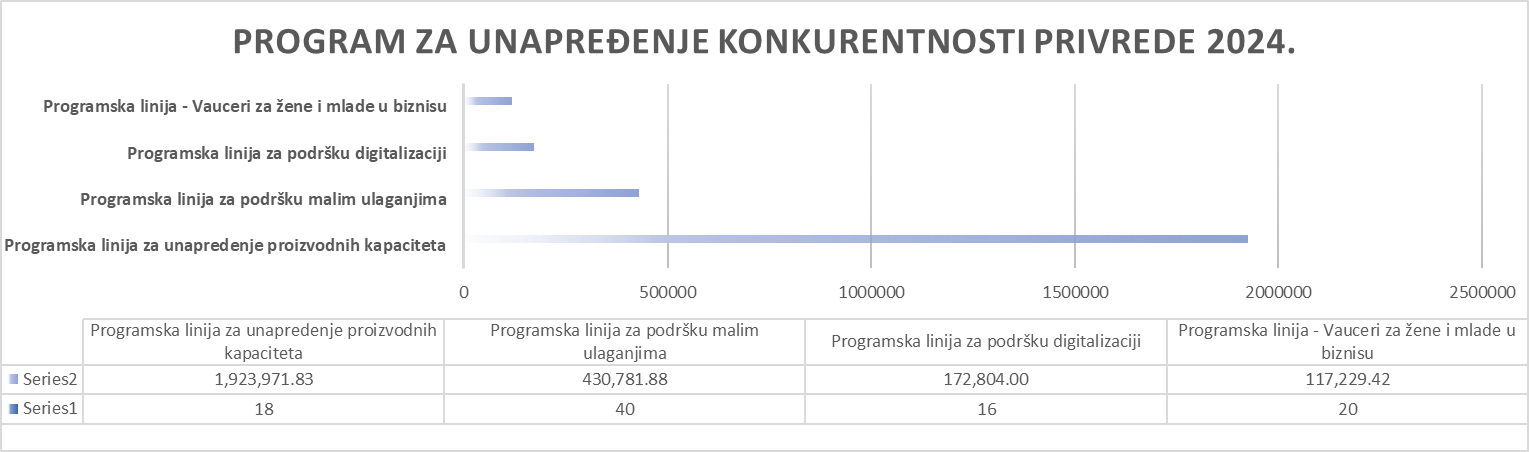 PROGRAM ZA UNAPREĐENJE KONKURENTNOSTI PRIVREDE 2024.
Programska linija - Vauceri za žene i mlade u biznisu
Programska linija za podršku digitalizaciji
Programska linija za podršku malim ulaganjima
Programska linija za unapredenje proizvodnih kapaciteta
0 500000 1000000 1500000 2000000 2500000
Programska linija za unapredenje proizvodnih
kapaciteta
Programska linija za podršku malim
ulaganjima
Programska linija za podršku digitalizaciji
Programska linija - Vauceri za žene i mlade u
biznisu
Series2 1,923,971.83 430,781.88 172,804.00 117,229.42
Series1 18 40 16 20